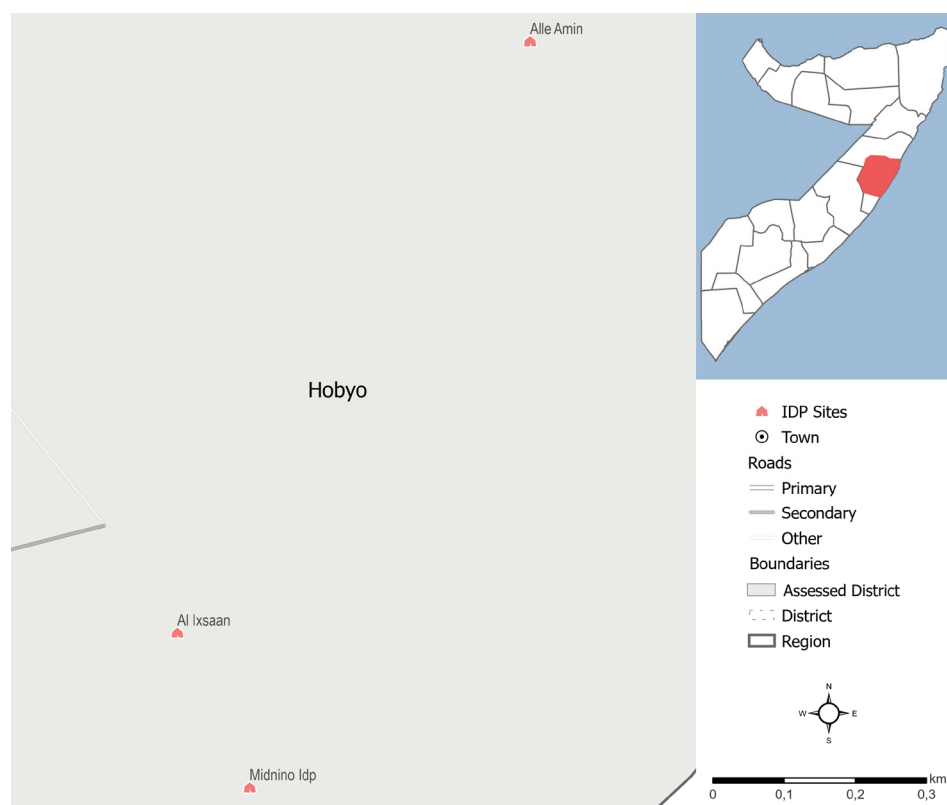 Alle Amin
Hobyo
Al Ixsaan
Midnino Idp
IDP Sites
Town
Roads
Primary
Secondary
Other
Boundaries
Assessed District
District
Region
N
W E
S
km
0 0,1 0,2 0,3